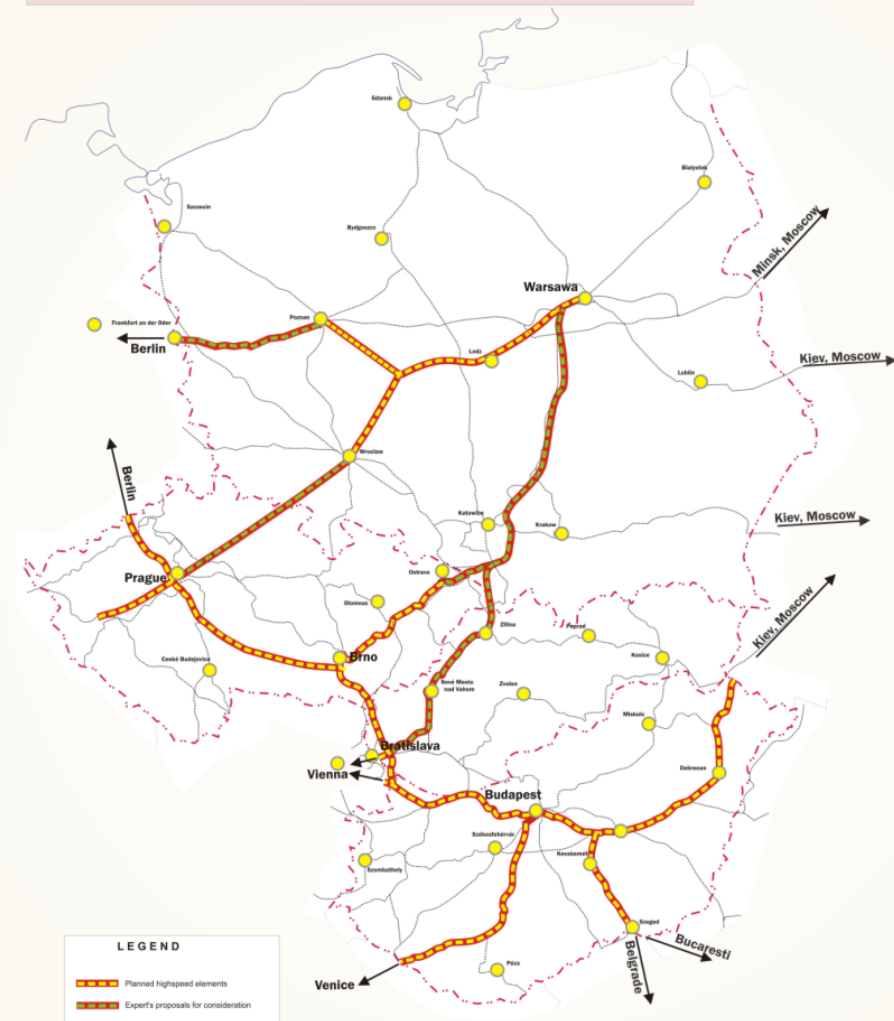 Gdansk
Bialystok
Szczecin
Bydgoszcz
Minsk, Moscow
Warsawa
Poznan
Frankfurt an der Oder
Berlin
Lodz
Kiev, Moscow
Lublin
Wroclaw
Berlin
Katowice
Krakow
Kiev, Moscow
Prague
Ostrava
Olomouc
Kiev, Moscow
Žilina
Poprad
Brno
Kosice
České Budejovice
Nové Mesto
nad Vahom
Zvolen
Miskolc
Bratislava
Vienna
Debrecen
Budapest
Székesfehérvár
Kecskemét
Szombathely
Szeged
Bucaresti
Belgrade
Pécs
Venice
LEGEND
Planned highspeed elements
Expert's proposals for consideration